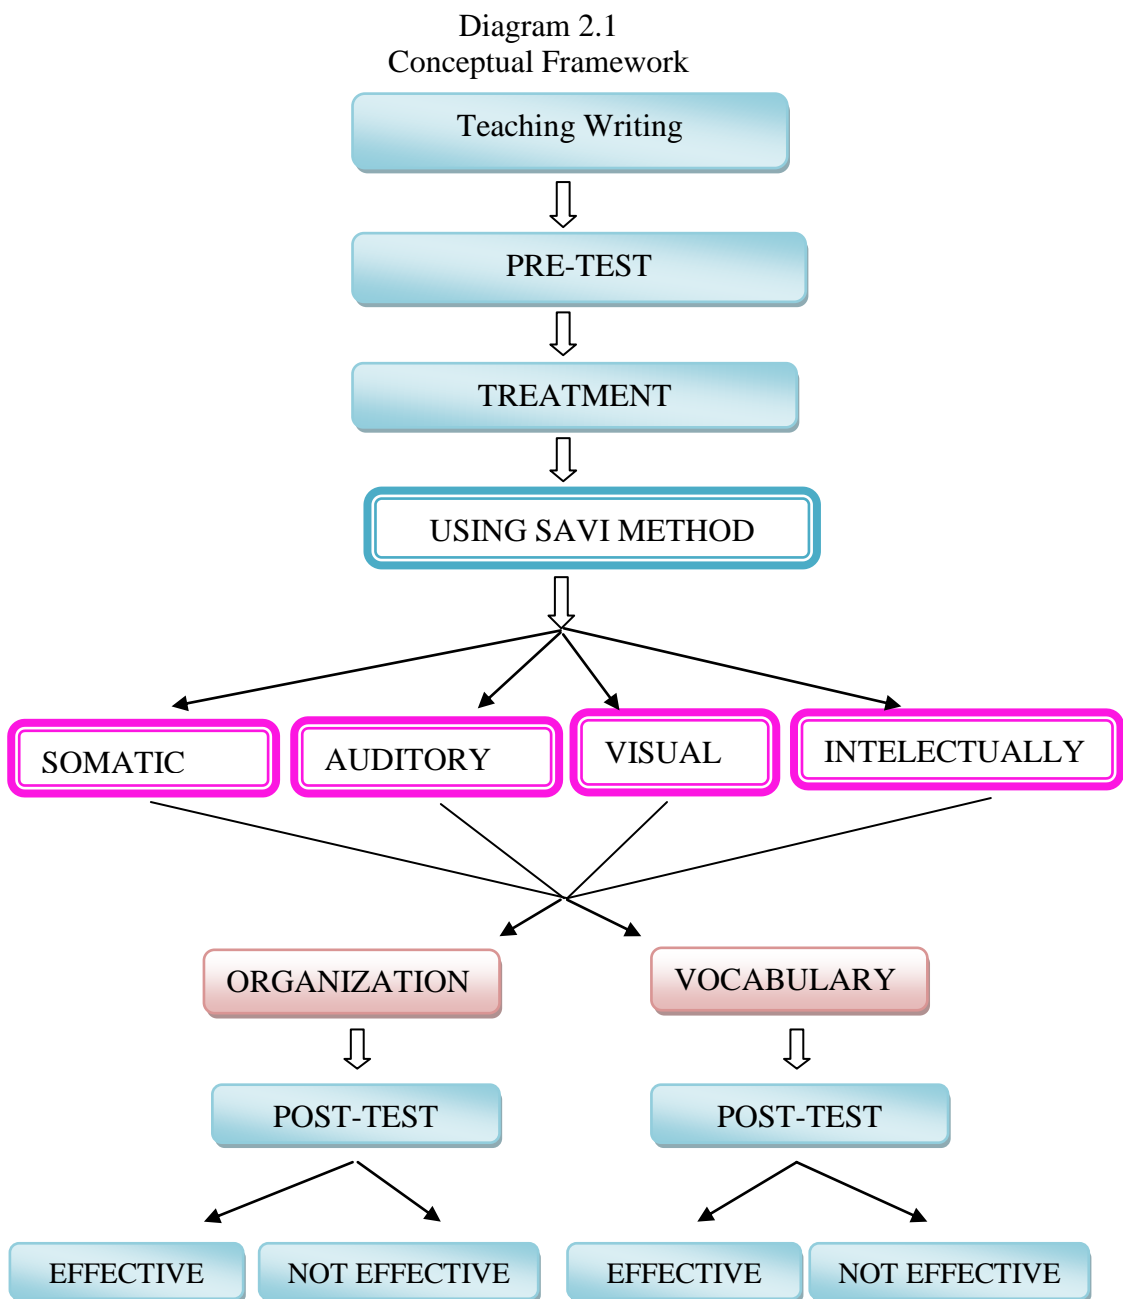 Diagram 2.1
Conceptual Framework
Teaching Writing
PRE-TEST
TREATMENT
USING SAVI METHOD
SOMATIC
AUDITORY
VISUAL
INTELECTUALLY
ORGANIZATION
VOCABULARY
POST-TEST
POST-TEST
EFFECTIVE
NOT EFFECTIVE
EFFECTIVE
NOT EFFECTIVE